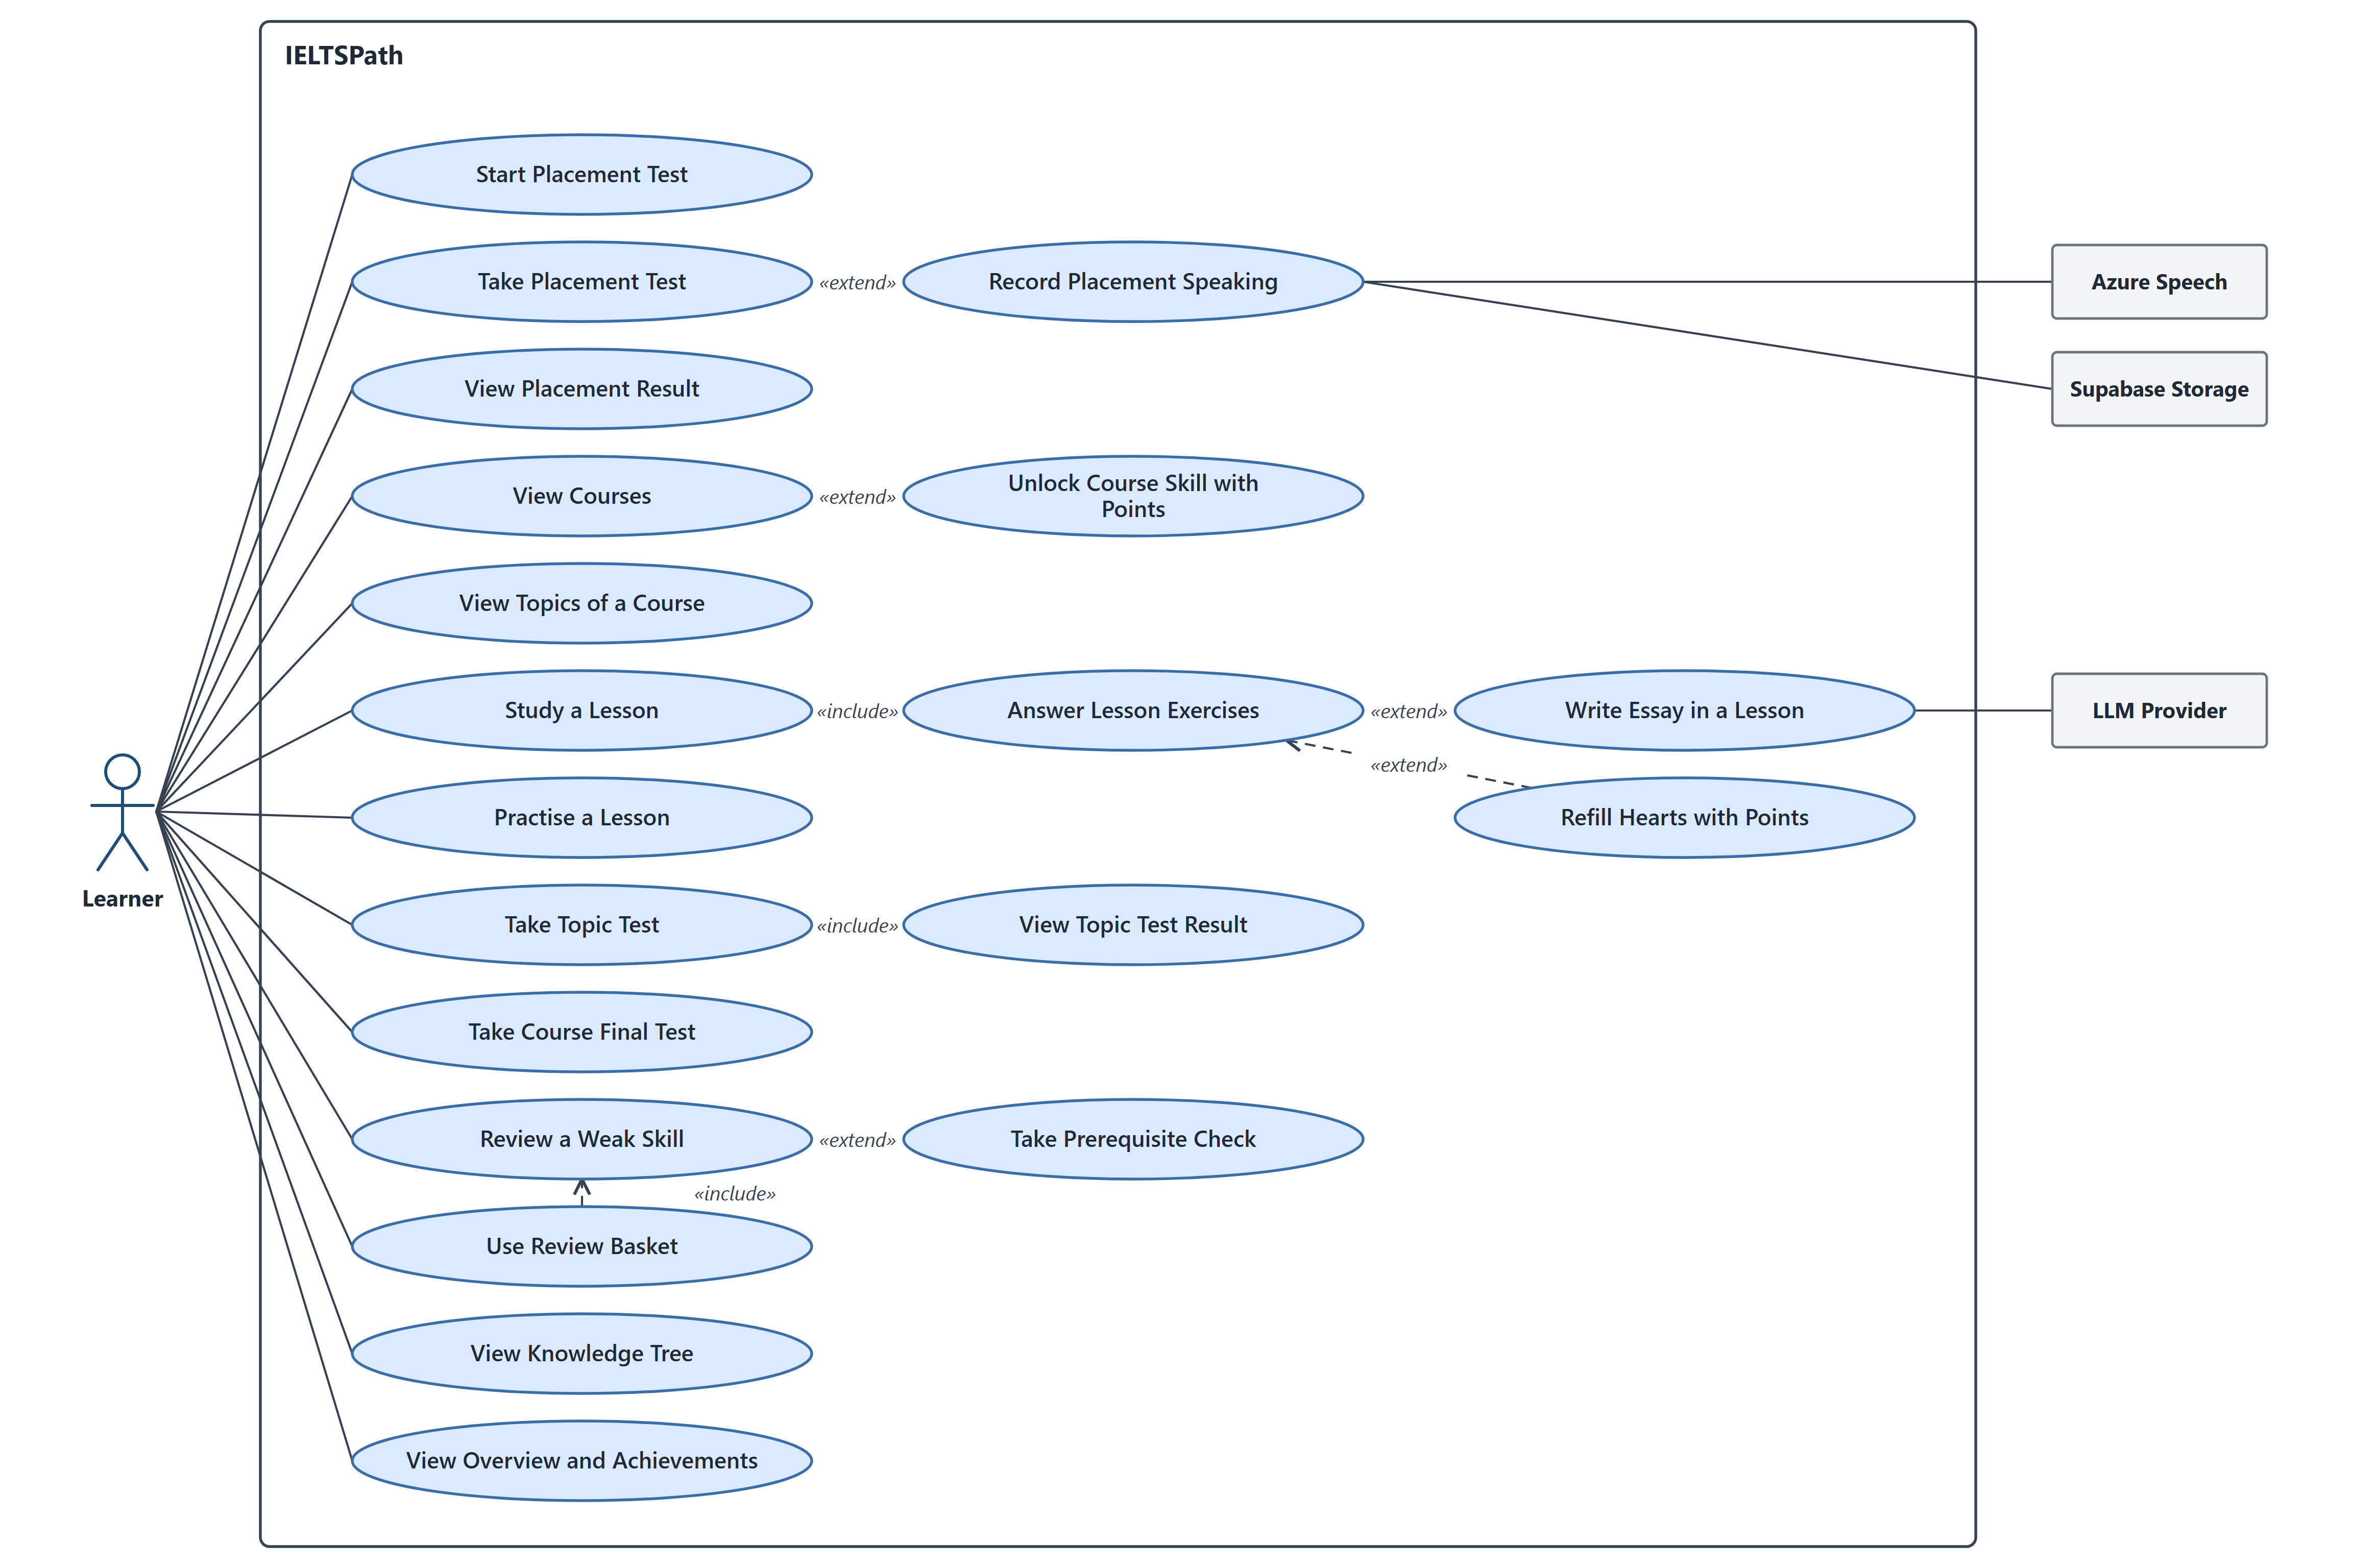 IELTSPath
Start Placement Test
Take Placement Test
«extend»
Record Placement Speaking
Azure Speech
View Placement Result
Supabase Storage
View Courses
«extend»
Unlock Course Skill with
Points
View Topics of a Course
Study a Lesson
«include»
Answer Lesson Exercises
«extend»
Write Essay in a Lesson
LLM Provider
«extend»
Practise a Lesson
Refill Hearts with Points
Learner
Take Topic Test
«include»
View Topic Test Result
Take Course Final Test
Review a Weak Skill
«extend»
Take Prerequisite Check
«include»
Use Review Basket
View Knowledge Tree
View Overview and Achievements